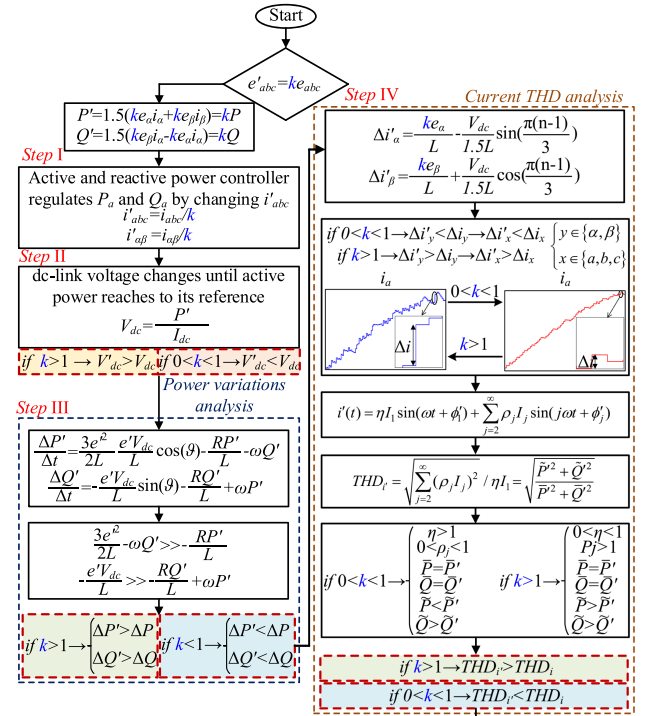 Start
e'abc=keabc
P'=1.5(keαiα+keβiβ)=kP
Q'=1.5(keβiα-keαiα)=kQ
Step I
Active and reactive power controller
regulates Pa and Qa by changing i'abc
i'abc=iabc/k
i'αβ=iαβ/k
Step II
dc-link voltage changes until active
power reaches to its reference
Vdc=P'/Idc
if k>1→V'dc>Vdc
if 0<k<1→V'dc<Vdc
Power variations
analysis
Step III
ΔP'/Δt=3e'²/2L-e'Vdc/L cos(ϑ)-RP'/L-ωQ'
ΔQ'/Δt=-e'Vdc/L sin(ϑ)-RQ'/L+ωP'
3e'²/2L-ωQ'>>-RP'/L
-e'Vdc/L>>-RQ'/L+ωP'
if k>1→{ΔP'>ΔP
ΔQ'>ΔQ
if k<1→{ΔP'<ΔP
ΔQ'<ΔQ
Step IV
Current THD analysis
Δi'α=keα/L-Vdc/1.5L sin(π(n-1)/3)
Δi'β=keβ/L+Vdc/1.5L cos(π(n-1)/3)
if 0<k<1→Δi'y<Δiy→Δi'x<Δix
if k>1→Δi'y>Δiy→Δi'x>Δix
{y∈{α,β}
x∈{a,b,c}
ia
ia
0<k<1
k>1
Δi
Δi
i'(t)=ηI1 sin(ωt+ϕ'1)+∑∞j=2 ρjIj sin(jωt+ϕ'j)
THDi'=√(∑∞j=2(ρjIj)²)/ηI1=√((P̃'²+Q̃'²)/(P̄'²+Q̄'²))
if 0<k<1→{η>1
0<ρj<1
P̄=P̄'
Q̄=Q̄'
P̃<P̃'
Q̃>Q̃'
if k>1→{0<η<1
Pj>1
P̄=P̄'
Q̄=Q̄'
P̃>P̃'
Q̃>Q̃'
if k>1→THDi'>THDi
if 0<k<1→THDi'<THDi